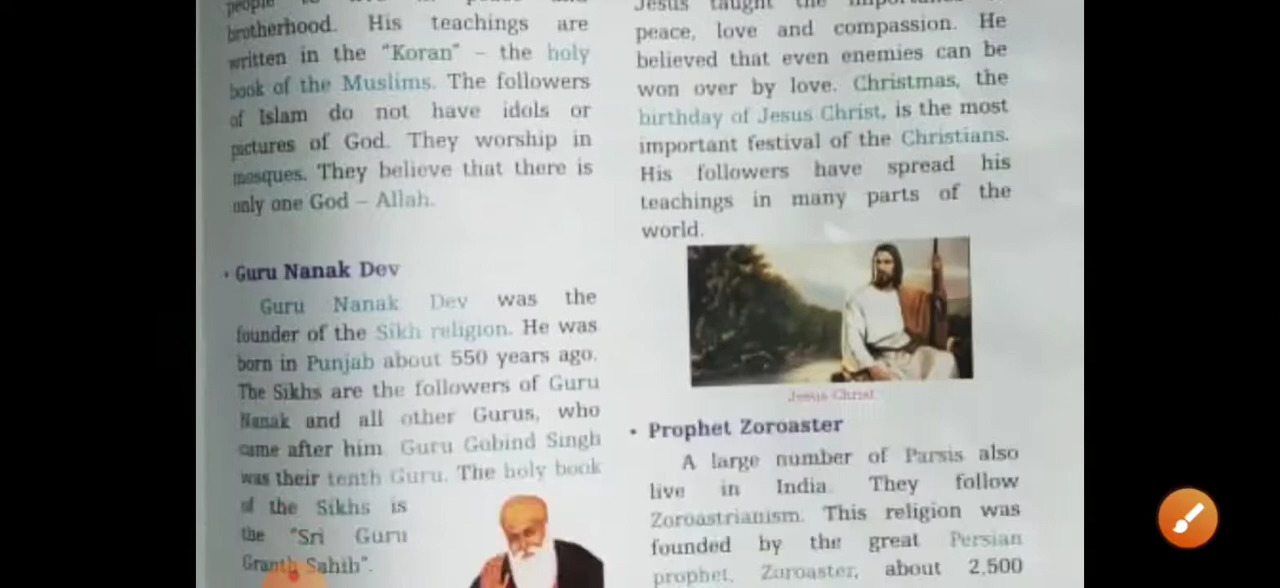 people
brotherhood. His teachings are
written in the "Koran" – the holy
book of the Muslims. The followers
of Islam do not have idols or
pictures of God. They worship in
mosques. They believe that there is
only one God – Allah.
• Guru Nanak Dev
Guru Nanak Dev was the
founder of the Sikh religion. He was
born in Punjab about 550 years ago.
The Sikhs are the followers of Guru
Nanak and all other Gurus, who
came after him. Guru Gobind Singh
was their tenth Guru. The holy book
of the Sikhs is
the "Sri Guru
Granth Sahib".
Jesus taught the
peace, love and compassion. He
believed that even enemies can be
won over by love. Christmas, the
birthday of Jesus Christ, is the most
important festival of the Christians.
His followers have spread his
teachings in many parts of the
world.
Jesus Christ
• Prophet Zoroaster
A large number of Parsis also
live in India. They follow
Zoroastrianism. This religion was
founded by the great Persian
prophet, Zoroaster, about 2,500